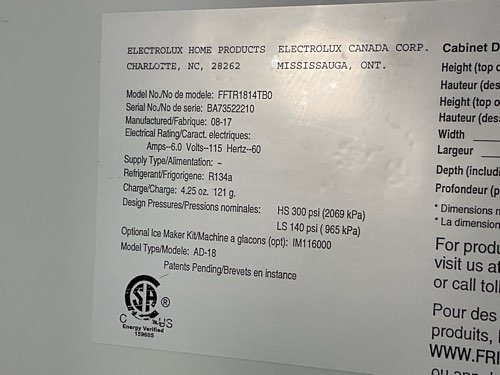 ELECTROLUX HOME PRODUCTS ELECTROLUX CANADA CORP.
CHARLOTTE, NC, 28262 MISSISSAUGA, ONT.
Model No./No de modele: FFTR1814TB0
Serial No./No de serie: BA73522210
Manufactured/Fabrique: 08-17
Electrical Rating/Caract. electriques:
Amps–6.0 Volts–115 Hertz–60
Supply Type/Alimentation: –
Refrigerant/Frigorigene: R134a
Charge/Charge: 4.25 oz. 121 g.
Design Pressures/Pressions nominales: HS 300 psi (2069 kPa)
LS 140 psi ( 965 kPa)
Optional Ice Maker Kit/Machine a glacons (opt): IM116000
Model Type/Modele: AD-18
Patents Pending/Brevets en instance
SA ®
C US
Energy Verified
159605
Cabinet D
Height (top o
Hauteur (des
Height (top o
Hauteur (des
Width
Largeur
Depth (includi
Profondeur (p
* Dimensions n
* La dimension
For produ
visit us at
or call toll
Pour des
produits,
WWW.FRI